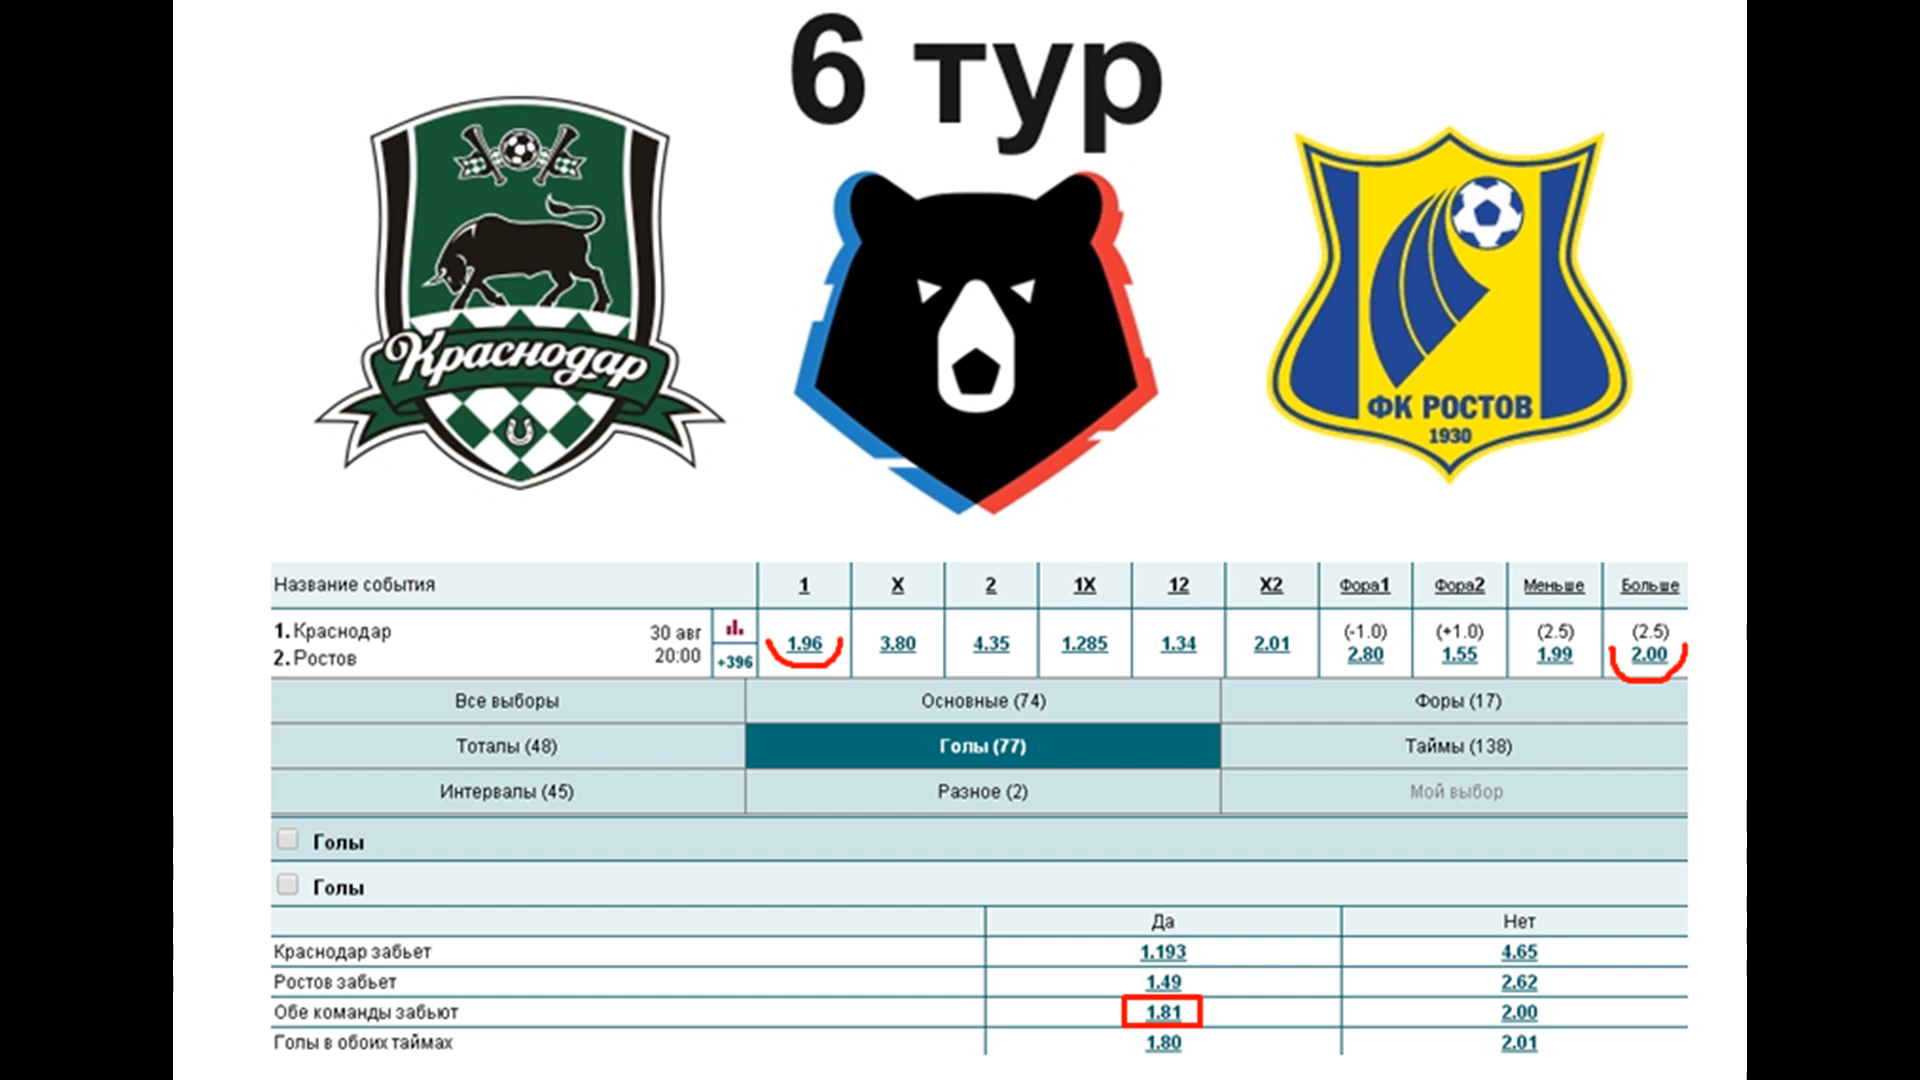 6 тур
Краснодар
ФК РОСТОВ
1930
Название события 1 X 2 1X 12 X2 Фора1 Фора2 Меньше Больше
1. Краснодар 30 авг
2. Ростов 20:00 +396 1.96 3.80 4.35 1.285 1.34 2.01 (-1.0) 2.80 (+1.0) 1.55 (2.5) 1.99 (2.5) 2.00
Все выборы Основные (74) Форы (17)
Тоталы (48) Голы (77) Таймы (138)
Интервалы (45) Разное (2) Мой выбор
Голы
Голы
Да Нет
Краснодар забьет 1.193 4.65
Ростов забьет 1.49 2.62
Обе команды забьют 1.81 2.00
Голы в обоих таймах 1.80 2.01